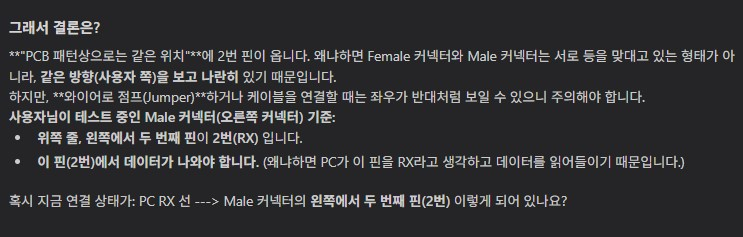 그래서 결론은?
**"PCB 패턴상으로는 같은 위치"**에 2번 핀이 옵니다. 왜냐하면 Female 커넥터와 Male 커넥터는 서로 등을 맞대고 있는 형태가 아
니라, 같은 방향(사용자 쪽)을 보고 나란히 있기 때문입니다.
하지만, **와이어로 점프(Jumper)**하거나 케이블을 연결할 때는 좌우가 반대처럼 보일 수 있으니 주의해야 합니다.
사용자님이 테스트 중인 Male 커넥터(오른쪽 커넥터) 기준:
• 위쪽 줄, 왼쪽에서 두 번째 핀이 2번(RX) 입니다.
• 이 핀(2번)에서 데이터가 나와야 합니다. (왜냐하면 PC가 이 핀을 RX라고 생각하고 데이터를 읽어들이기 때문입니다.)
혹시 지금 연결 상태가: PC RX 선 ---> Male 커넥터의 왼쪽에서 두 번째 핀(2번) 이렇게 되어 있나요?